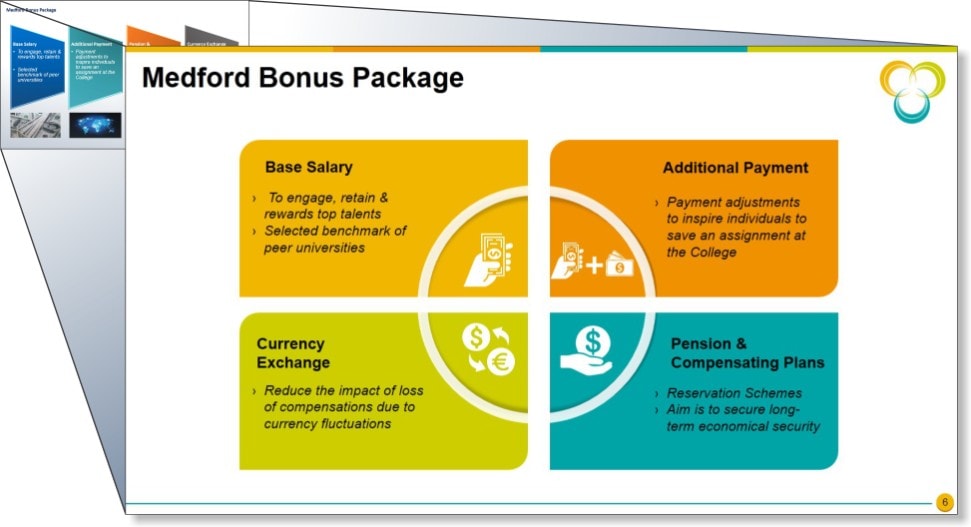 Medford Bonus Package
Base Salary
• To engage, retain &
rewards top talents
• Selected
benchmark of peer
universities
Additional Payment
• Payment
adjustments to
inspire individuals
to save an
assignment at the
College
Pension &
Currency Exchange
Medford Bonus Package
Base Salary
› To engage, retain &
rewards top talents
› Selected benchmark of
peer universities
Additional Payment
› Payment adjustments
to inspire individuals to
save an assignment at
the College
$
$
$
€
$
Currency
Exchange
› Reduce the impact of loss
of compensations due to
currency fluctuations
Pension &
Compensating Plans
› Reservation Schemes
› Aim is to secure long-
term economical security
6